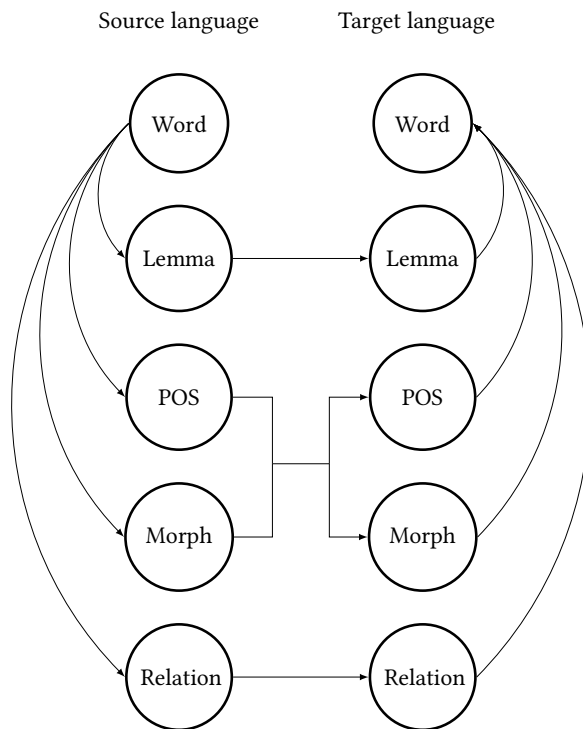 Source language Target language
Word Word
Lemma Lemma
POS POS
Morph Morph
Relation Relation